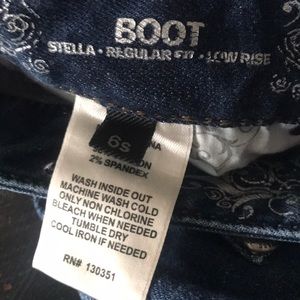 BOOT
STELLA • REGULAR FIT • LOW RISE
6S
2% SPANDEX
WASH INSIDE OUT
MACHINE WASH COLD
ONLY NON CHLORINE
BLEACH WHEN NEEDED
TUMBLE DRY
COOL IRON IF NEEDED
RN# 130351